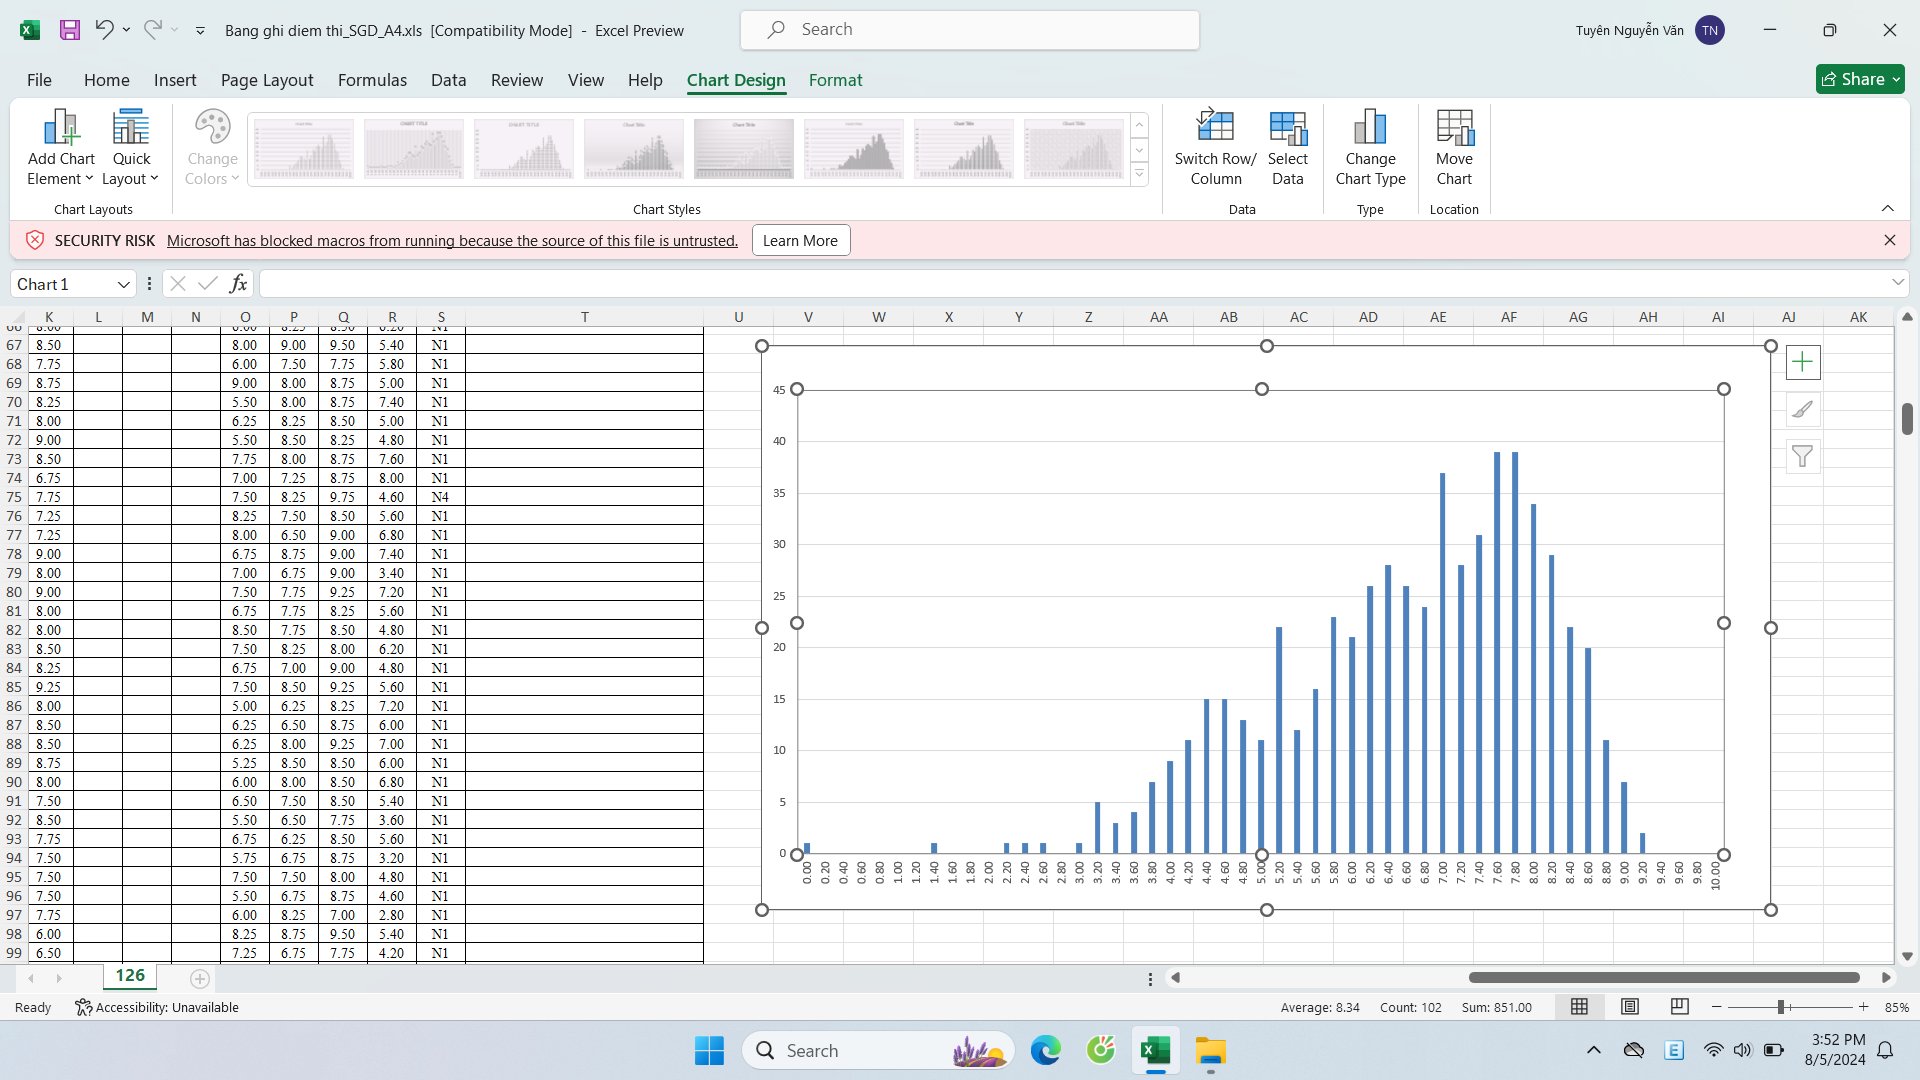 Bang ghi diem thi_SGD_A4.xls [Compatibility Mode] - Excel Preview
Search
Tuyên Nguyễn Văn TN
File Home Insert Page Layout Formulas Data Review View Help Chart Design Format
Share
Add Chart Element
Quick Layout
Change Colors
Switch Row/ Column
Select Data
Change Chart Type
Move Chart
Chart Layouts Chart Styles Data Type Location
SECURITY RISK Microsoft has blocked macros from running because the source of this file is untrusted. Learn More
Chart 1 fx
K L M N O P Q R S T U V W X Y Z AA AB AC AD AE AF AG AH AI AJ AK
66 8.00 6.00 8.25 8.50 6.20 N1
67 8.50 8.00 9.00 9.50 5.40 N1
68 7.75 6.00 7.50 7.75 5.80 N1
69 8.75 9.00 8.00 8.75 5.00 N1
70 8.25 5.50 8.00 8.75 7.40 N1
71 8.00 6.25 8.25 8.50 5.00 N1
72 9.00 5.50 8.50 8.25 4.80 N1
73 8.50 7.75 8.00 8.75 7.60 N1
74 6.75 7.00 7.25 8.75 8.00 N1
75 7.75 7.50 8.25 9.75 4.60 N4
76 7.25 8.25 7.50 8.50 5.60 N1
77 7.25 8.00 6.50 9.00 6.80 N1
78 9.00 6.75 8.75 9.00 7.40 N1
79 8.00 7.00 6.75 9.00 3.40 N1
80 9.00 7.50 7.75 9.25 7.20 N1
81 8.00 6.75 7.75 8.25 5.60 N1
82 8.00 8.50 7.75 8.50 4.80 N1
83 8.50 7.50 8.25 8.00 6.20 N1
84 8.25 6.75 7.00 9.00 4.80 N1
85 9.25 7.50 8.50 9.25 5.60 N1
86 8.00 5.00 6.25 8.25 7.20 N1
87 8.50 6.25 6.50 8.75 6.00 N1
88 8.50 6.25 8.00 9.25 7.00 N1
89 8.75 5.25 8.50 8.50 6.00 N1
90 8.00 6.00 8.00 8.50 6.80 N1
91 7.50 6.50 7.50 8.50 5.40 N1
92 8.50 5.50 6.50 7.75 3.60 N1
93 7.75 6.75 6.25 8.50 5.60 N1
94 7.50 5.75 6.75 8.75 3.20 N1
95 7.50 7.50 7.50 8.00 4.80 N1
96 7.50 5.50 6.75 8.75 4.60 N1
97 7.75 6.00 8.25 7.00 2.80 N1
98 6.00 8.25 8.75 9.50 5.40 N1
99 6.50 7.25 6.75 7.75 4.20 N1
45
40
35
30
25
20
15
10
5
0
0.00 0.20 0.40 0.60 0.80 1.00 1.20 1.40 1.60 1.80 2.00 2.20 2.40 2.60 2.80 3.00 3.20 3.40 3.60 3.80 4.00 4.20 4.40 4.60 4.80 5.00 5.20 5.40 5.60 5.80 6.00 6.20 6.40 6.60 6.80 7.00 7.20 7.40 7.60 7.80 8.00 8.20 8.40 8.60 8.80 9.00 9.20 9.40 9.60 9.80 10.00
126
Ready Accessibility: Unavailable Average: 8.34 Count: 102 Sum: 851.00 85%
Search
3:52 PM
8/5/2024